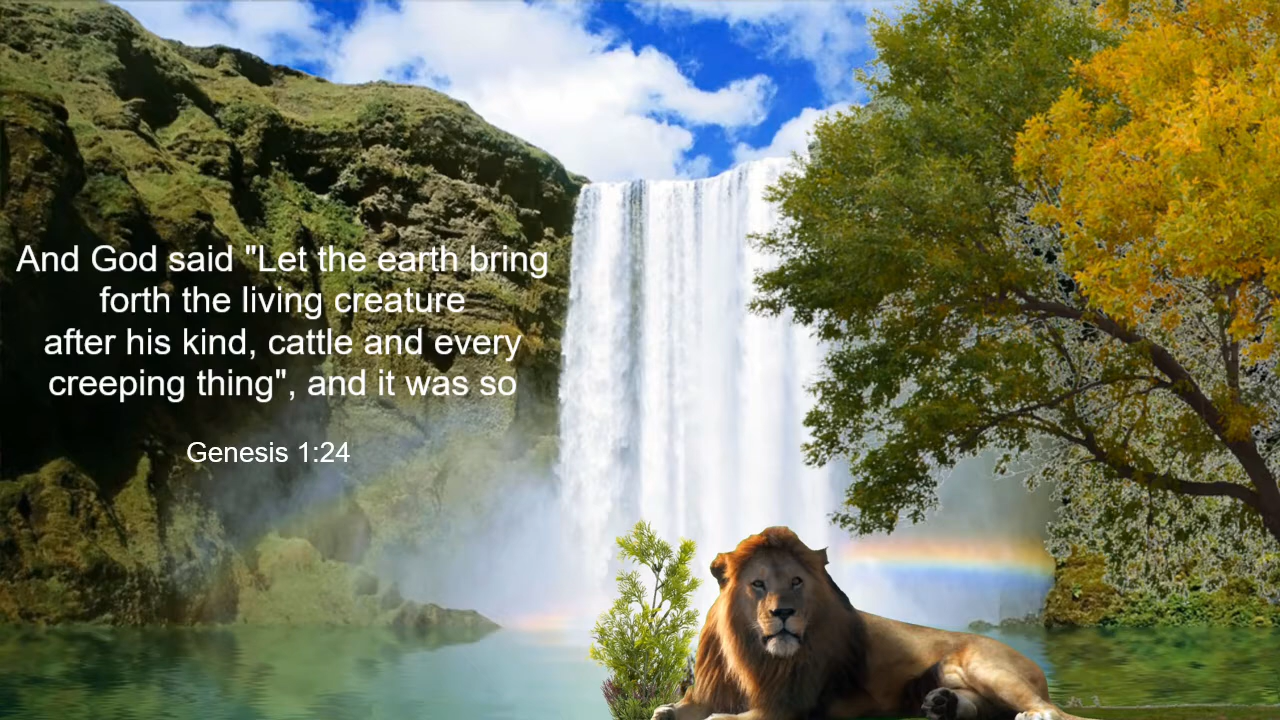 And God said "Let the earth bring
forth the living creature
after his kind, cattle and every
creeping thing", and it was so
Genesis 1:24